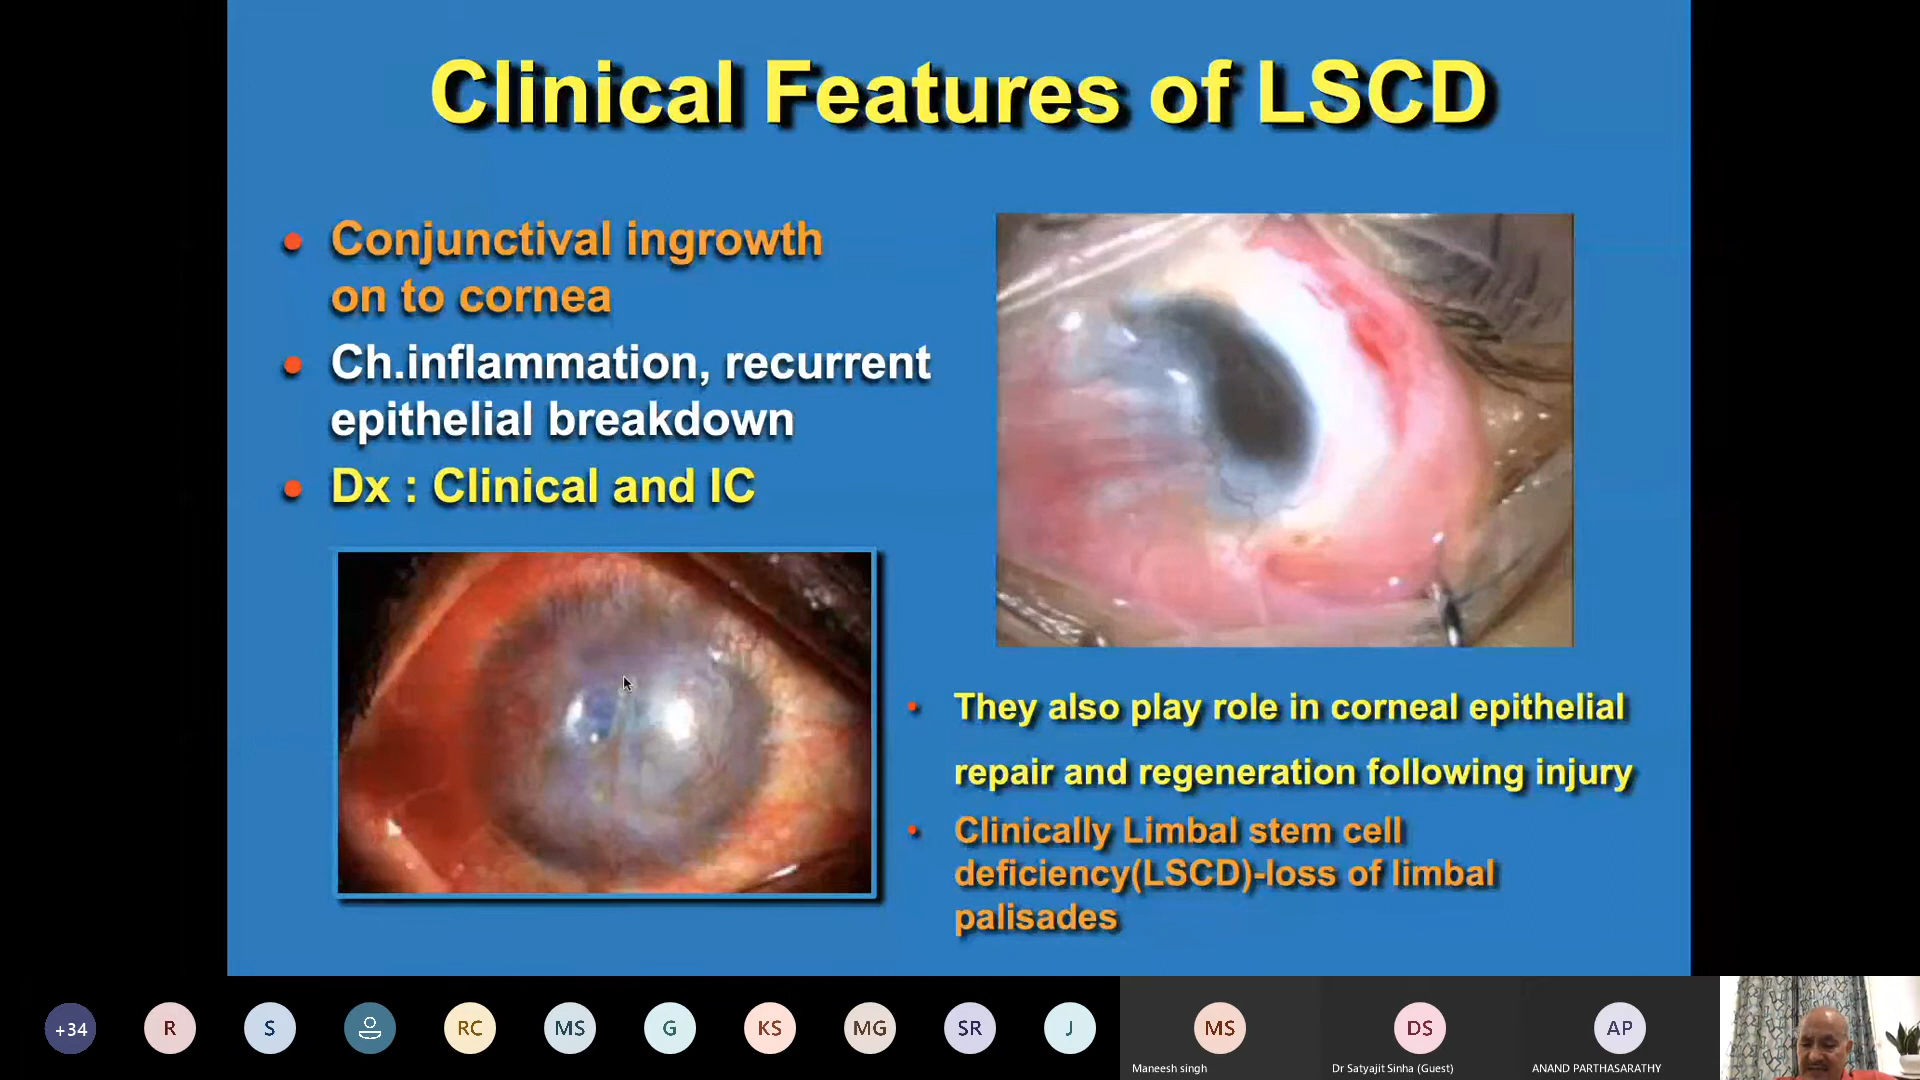 Clinical Features of LSCD
• Conjunctival ingrowth
on to cornea
• Ch.inflammation, recurrent
epithelial breakdown
• Dx : Clinical and IC
• They also play role in corneal epithelial
repair and regeneration following injury
• Clinically Limbal stem cell
deficiency(LSCD)-loss of limbal
palisades
+34
R
S
RC
MS
G
KS
MG
SR
J
MS
Maneesh singh
DS
Dr Satyajit Sinha (Guest)
AP
ANAND PARTHASARATHY